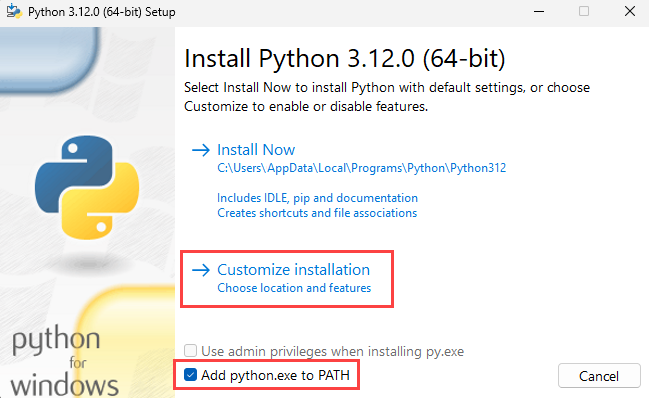 Python 3.12.0 (64-bit) Setup
Install Python 3.12.0 (64-bit)
Select Install Now to install Python with default settings, or choose
Customize to enable or disable features.
Install Now
C:\Users\AppData\Local\Programs\Python\Python312
Includes IDLE, pip and documentation
Creates shortcuts and file associations
Customize installation
Choose location and features
Use admin privileges when installing py.exe
Add python.exe to PATH
Cancel
python
for
windows